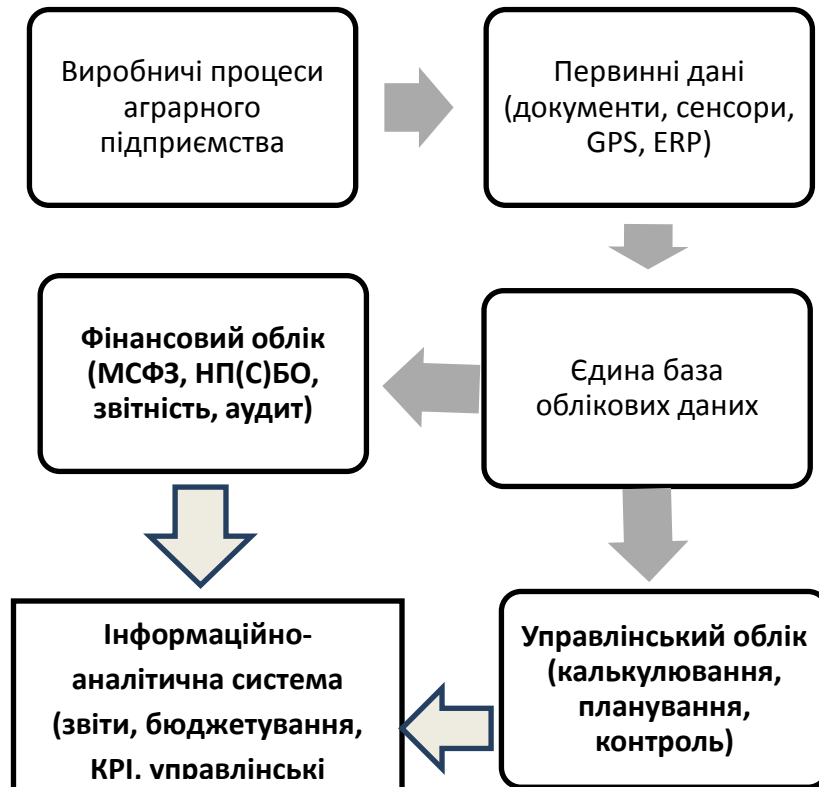 Виробничі процеси
аграрного
підприємства
Первинні дані
(документи, сенсори,
GPS, ERP)
Єдина база
облікових даних
Фінансовий облік
(МСФЗ, НП(С)БО,
звітність, аудит)
Управлінський облік
(калькулювання,
планування,
контроль)
Інформаційно-
аналітична система
(звіти, бюджетування,
KPI, управлінські